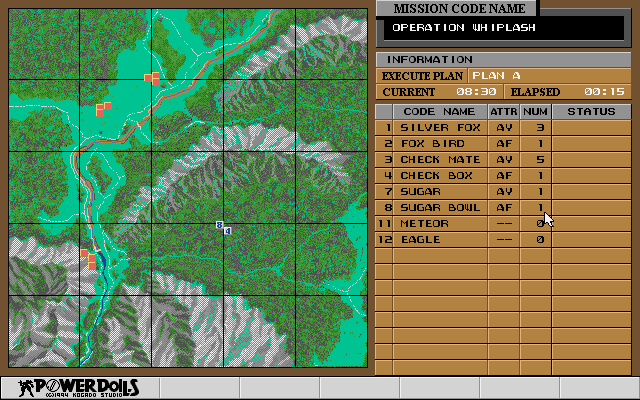 MISSION CODE NAME
OPERATION WHIPLASH
INFORMATION
EXECUTE PLAN PLAN A
CURRENT 08:30 ELAPSED 00:15
CODE NAME ATTR NUM STATUS
1 SILVER FOX AV 3
2 FOX BIRD AF 1
3 CHECK MATE AV 5
4 CHECK BOX AF 1
7 SUGAR AV 1
8 SUGAR BOWL AF 1
11 METEOR -- 0
12 EAGLE -- 0
8
4
POWER DOLLS
(C)1994 KOGADO STUDIO